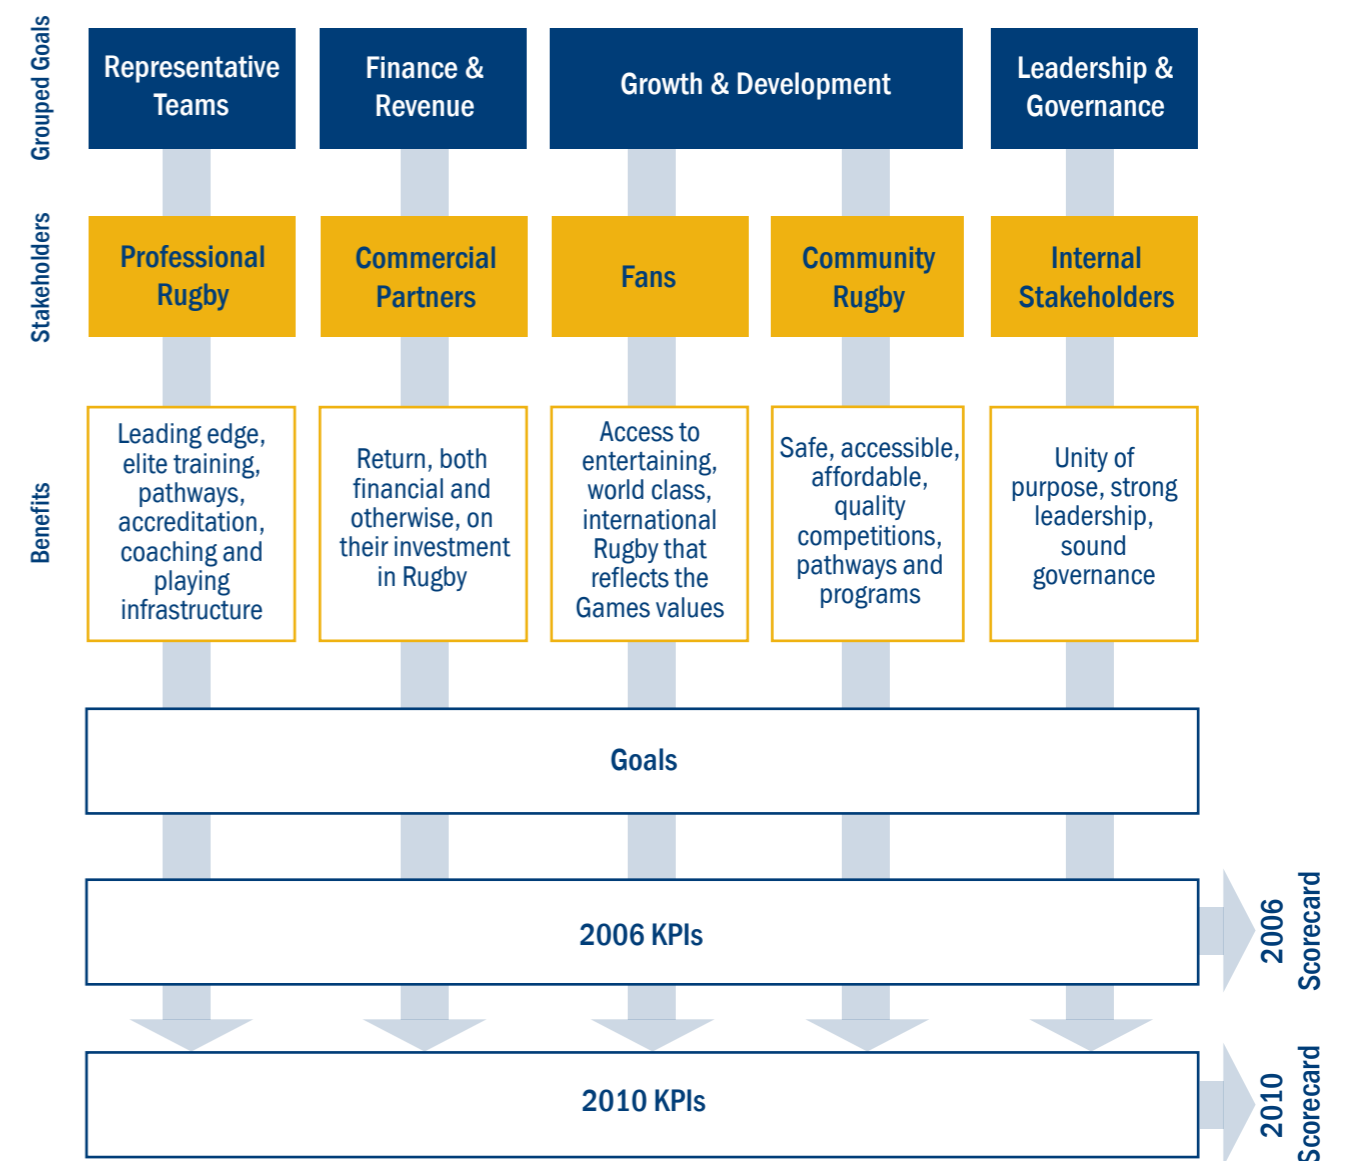 Grouped Goals
Representative
Teams
Finance &
Revenue
Growth & Development
Leadership &
Governance
Stakeholders
Professional
Rugby
Commercial
Partners
Fans
Community
Rugby
Internal
Stakeholders
Benefits
Leading edge,
elite training,
pathways,
accreditation,
coaching and
playing
infrastructure
Return, both
financial and
otherwise, on
their investment
in Rugby
Access to
entertaining,
world class,
international
Rugby that
reflects the
Games values
Safe, accessible,
affordable,
quality
competitions,
pathways and
programs
Unity of
purpose, strong
leadership,
sound
governance
Goals
2006 KPIs
2006
Scorecard
2010 KPIs
2010
Scorecard